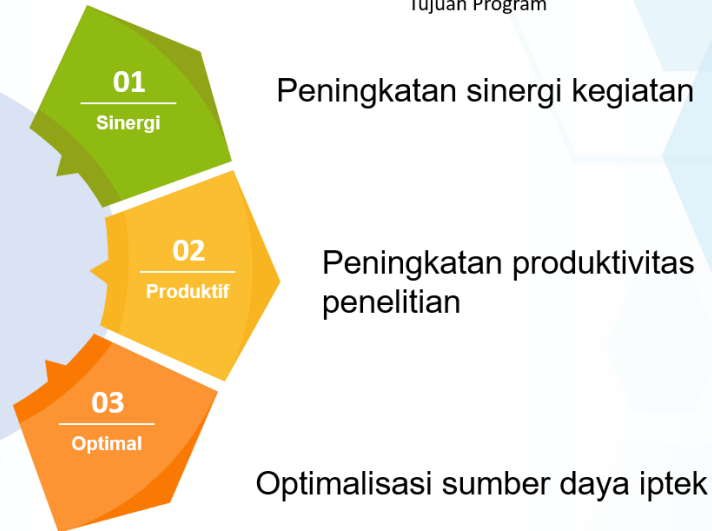 Tujuan Program
01
Sinergi
Peningkatan sinergi kegiatan
02
Produktif
Peningkatan produktivitas
penelitian
03
Optimal
Optimalisasi sumber daya iptek